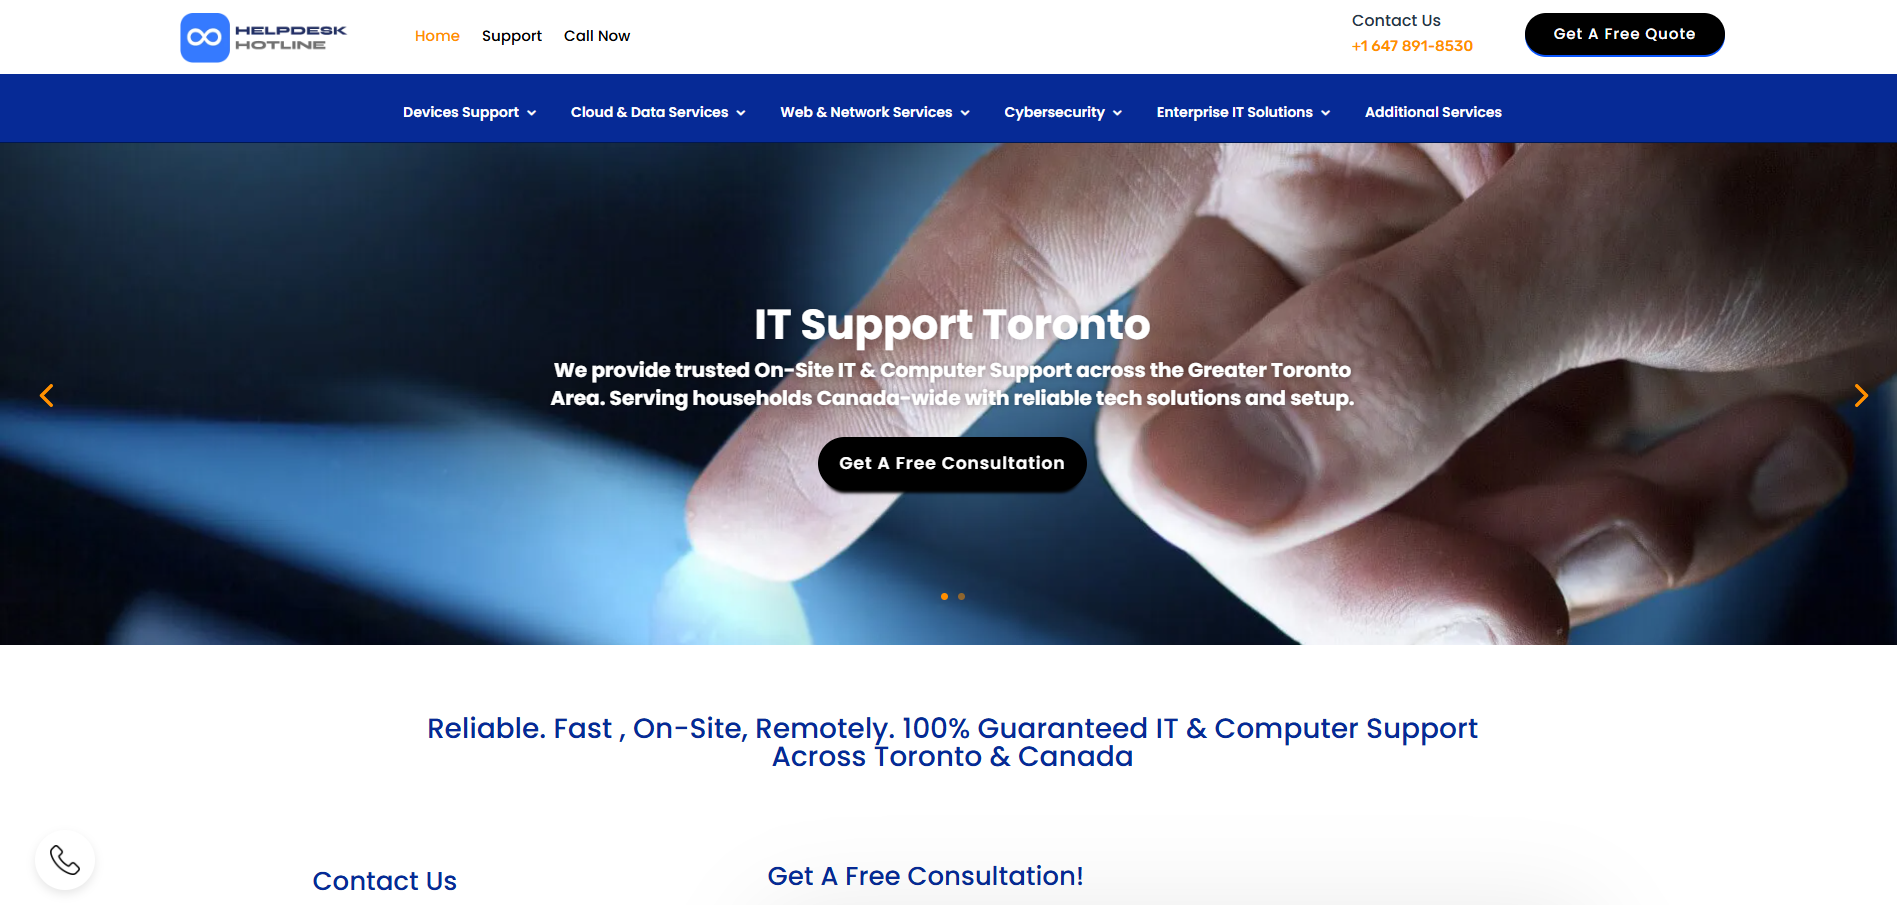 HELPDESK
HOTLINE
Home
Support
Call Now
Contact Us
+1 647 891-8530
Get A Free Quote
Devices Support
Cloud & Data Services
Web & Network Services
Cybersecurity
Enterprise IT Solutions
Additional Services
IT Support Toronto
We provide trusted On-Site IT & Computer Support across the Greater Toronto
Area. Serving households Canada-wide with reliable tech solutions and setup.
Get A Free Consultation
Reliable. Fast , On-Site, Remotely. 100% Guaranteed IT & Computer Support
Across Toronto & Canada
Contact Us
Get A Free Consultation!